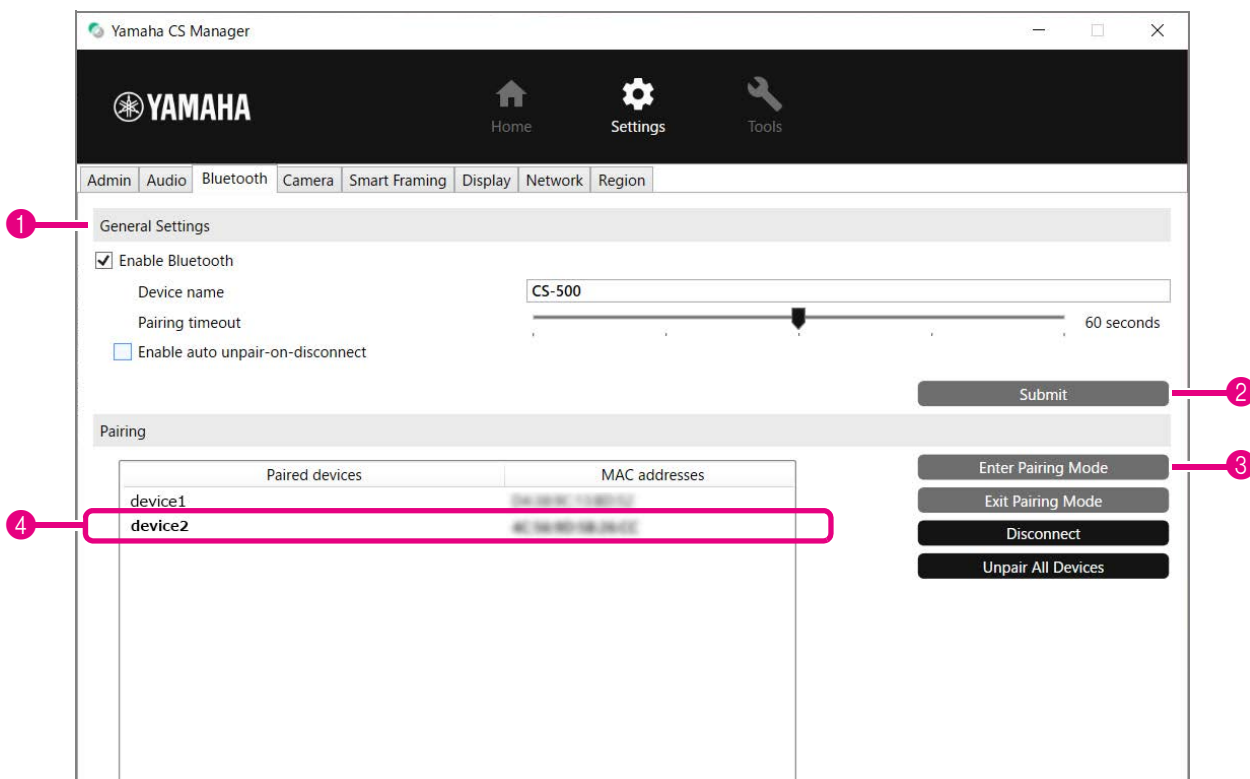 Yamaha CS Manager
YAMAHA
Home Settings Tools
Admin Audio Bluetooth Camera Smart Framing Display Network Region
1 General Settings
Enable Bluetooth
Device name CS-500
Pairing timeout 60 seconds
Enable auto unpair-on-disconnect
Submit 2
Pairing
Paired devices MAC addresses
Enter Pairing Mode 3
device1
Exit Pairing Mode
4 device2
Disconnect
Unpair All Devices